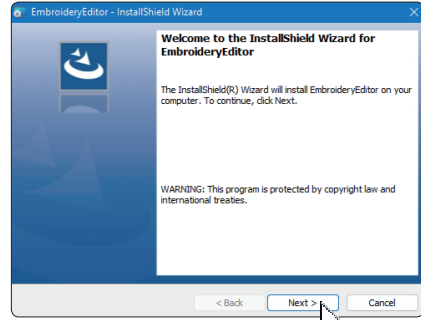 EmbroideryEditor - InstallShield Wizard
Welcome to the InstallShield Wizard for
EmbroideryEditor
The InstallShield(R) Wizard will install EmbroideryEditor on your
computer. To continue, click Next.
WARNING: This program is protected by copyright law and
international treaties.
< Back Next > Cancel